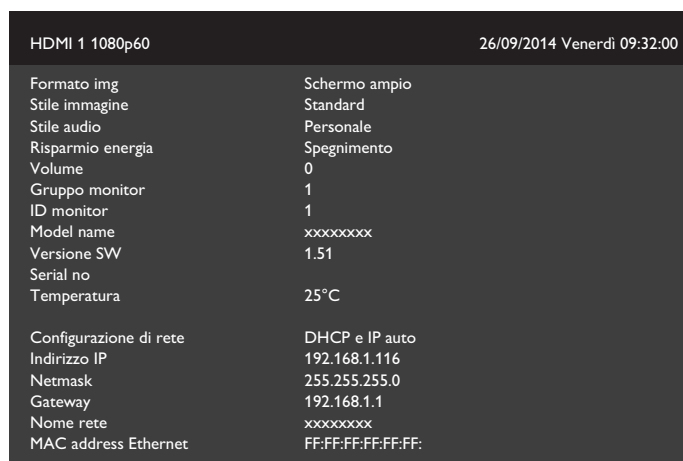 HDMI 1 1080p60 26/09/2014 Venerdì 09:32:00
Formato img Schermo ampio
Stile immagine Standard
Stile audio Personale
Risparmio energia Spegnimento
Volume 0
Gruppo monitor 1
ID monitor 1
Model name xxxxxxxx
Versione SW 1.51
Serial no
Temperatura 25°C
Configurazione di rete DHCP e IP auto
Indirizzo IP 192.168.1.116
Netmask 255.255.255.0
Gateway 192.168.1.1
Nome rete xxxxxxxx
MAC address Ethernet FF:FF:FF:FF:FF:FF: